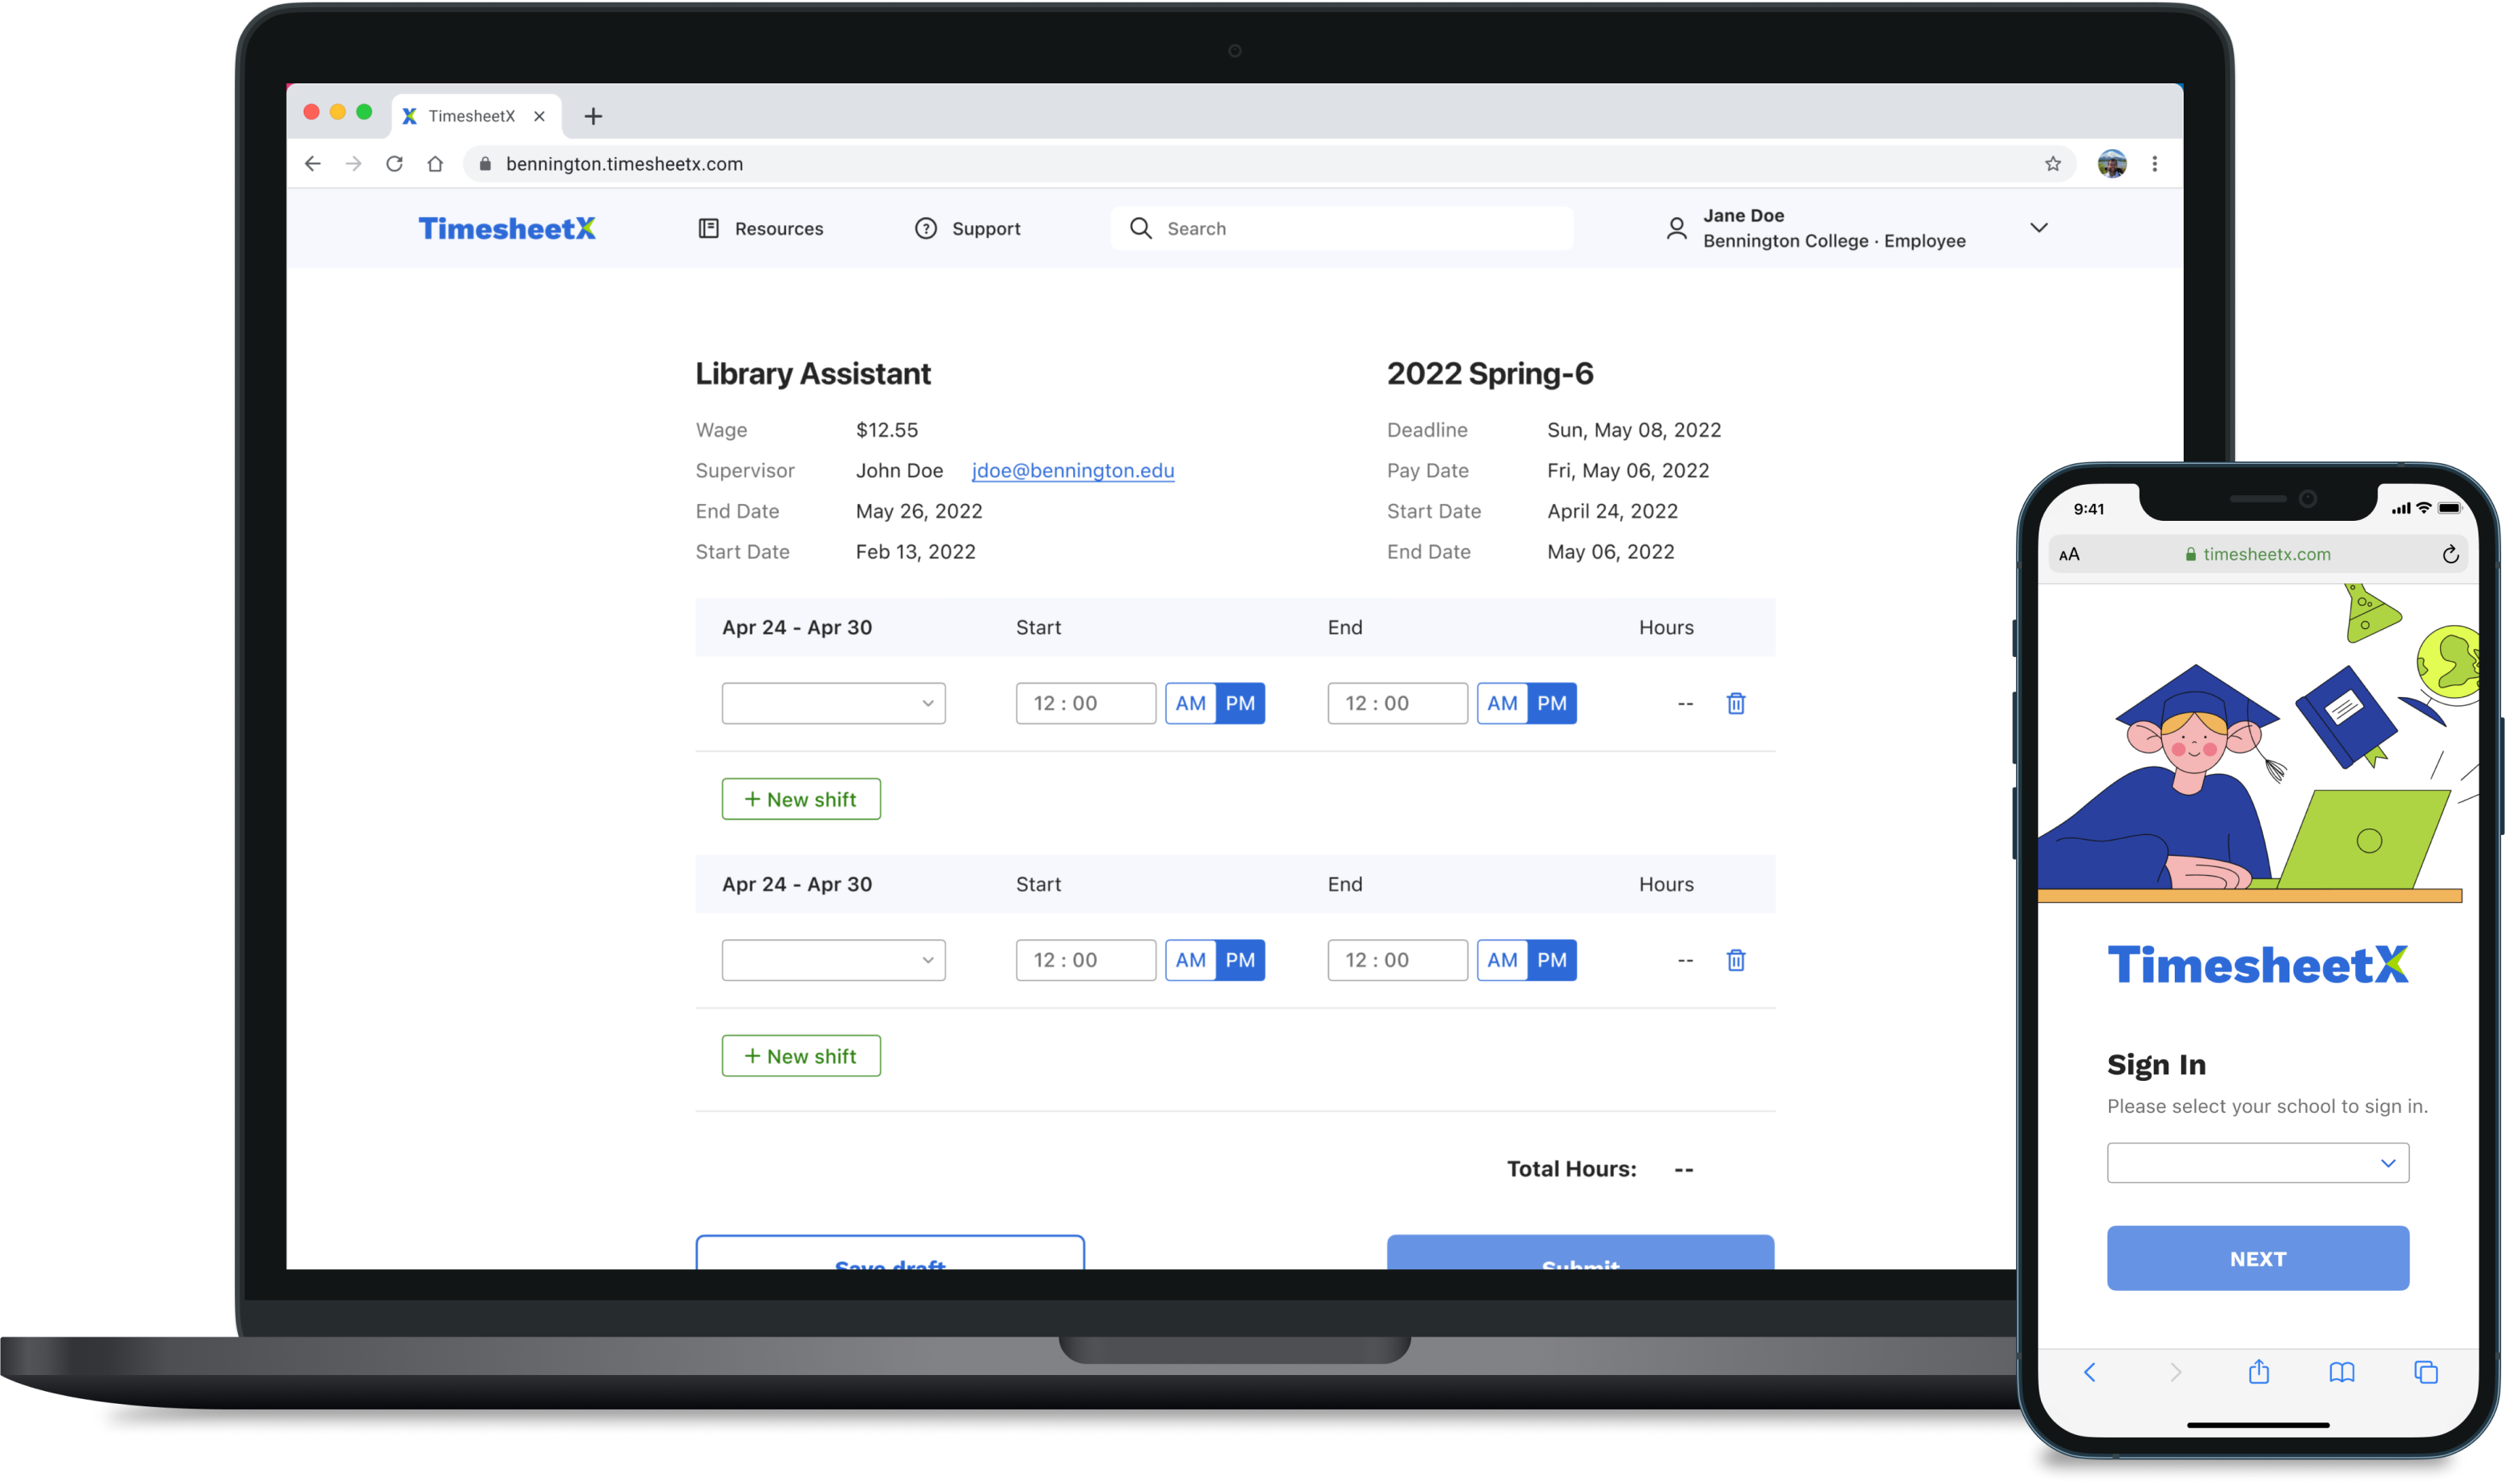 TimesheetX
bennington.timesheetx.com
TimesheetX Resources Support Search Jane Doe
Bennington College · Employee
Library Assistant 2022 Spring-6
Wage $12.55 Deadline Sun, May 08, 2022
Supervisor John Doe jdoe@bennington.edu Pay Date Fri, May 06, 2022
End Date May 26, 2022 Start Date April 24, 2022
Start Date Feb 13, 2022 End Date May 06, 2022
Apr 24 - Apr 30 Start End Hours
12 : 00 AM PM 12 : 00 AM PM --
+ New shift
Apr 24 - Apr 30 Start End Hours
12 : 00 AM PM 12 : 00 AM PM --
+ New shift
Total Hours: --
Save draft Submit
9:41
AA timesheetx.com
TimesheetX
Sign In
Please select your school to sign in.
NEXT